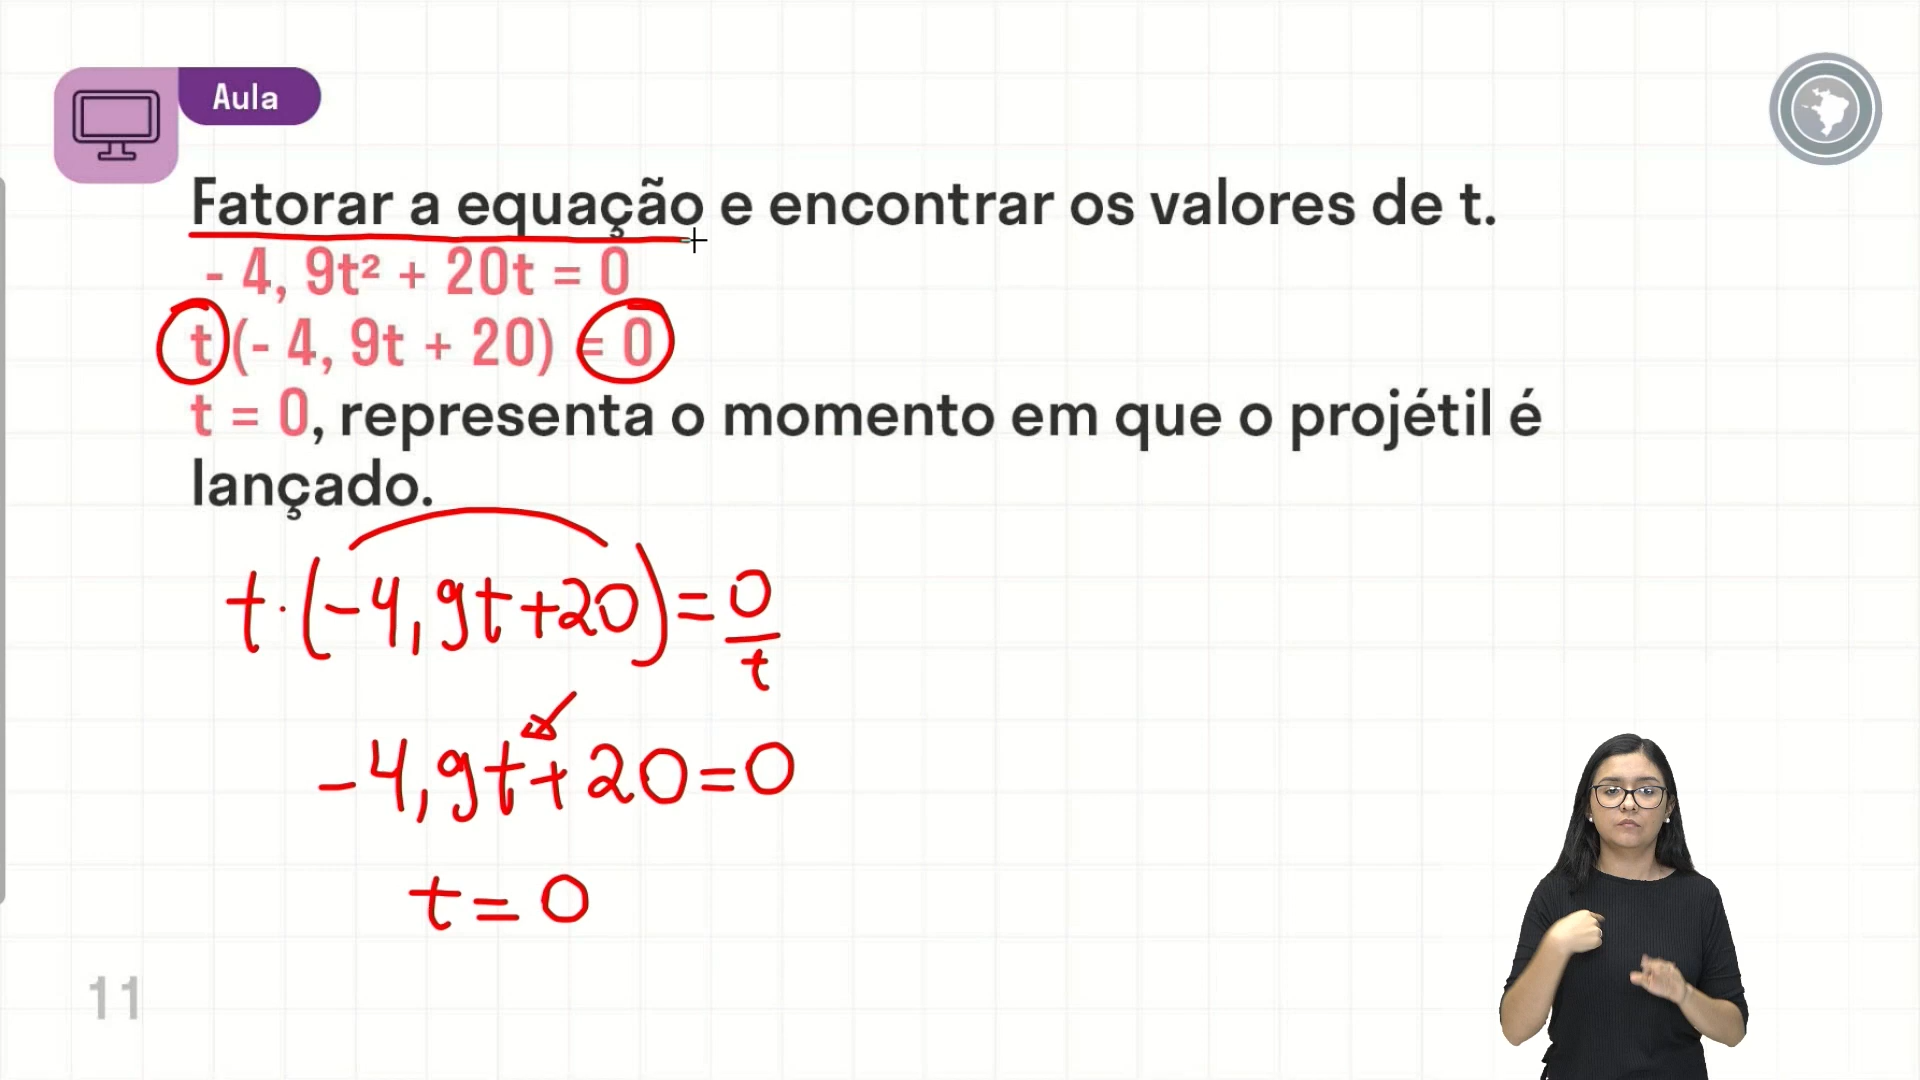 Aula
Fatorar a equação e encontrar os valores de t.
- 4, 9t² + 20t = 0
t (- 4, 9t + 20) = 0
t = 0, representa o momento em que o projétil é
lançado.
t · (-4,9t+20) = 0/t
-4,9t+20=0
t = 0
11